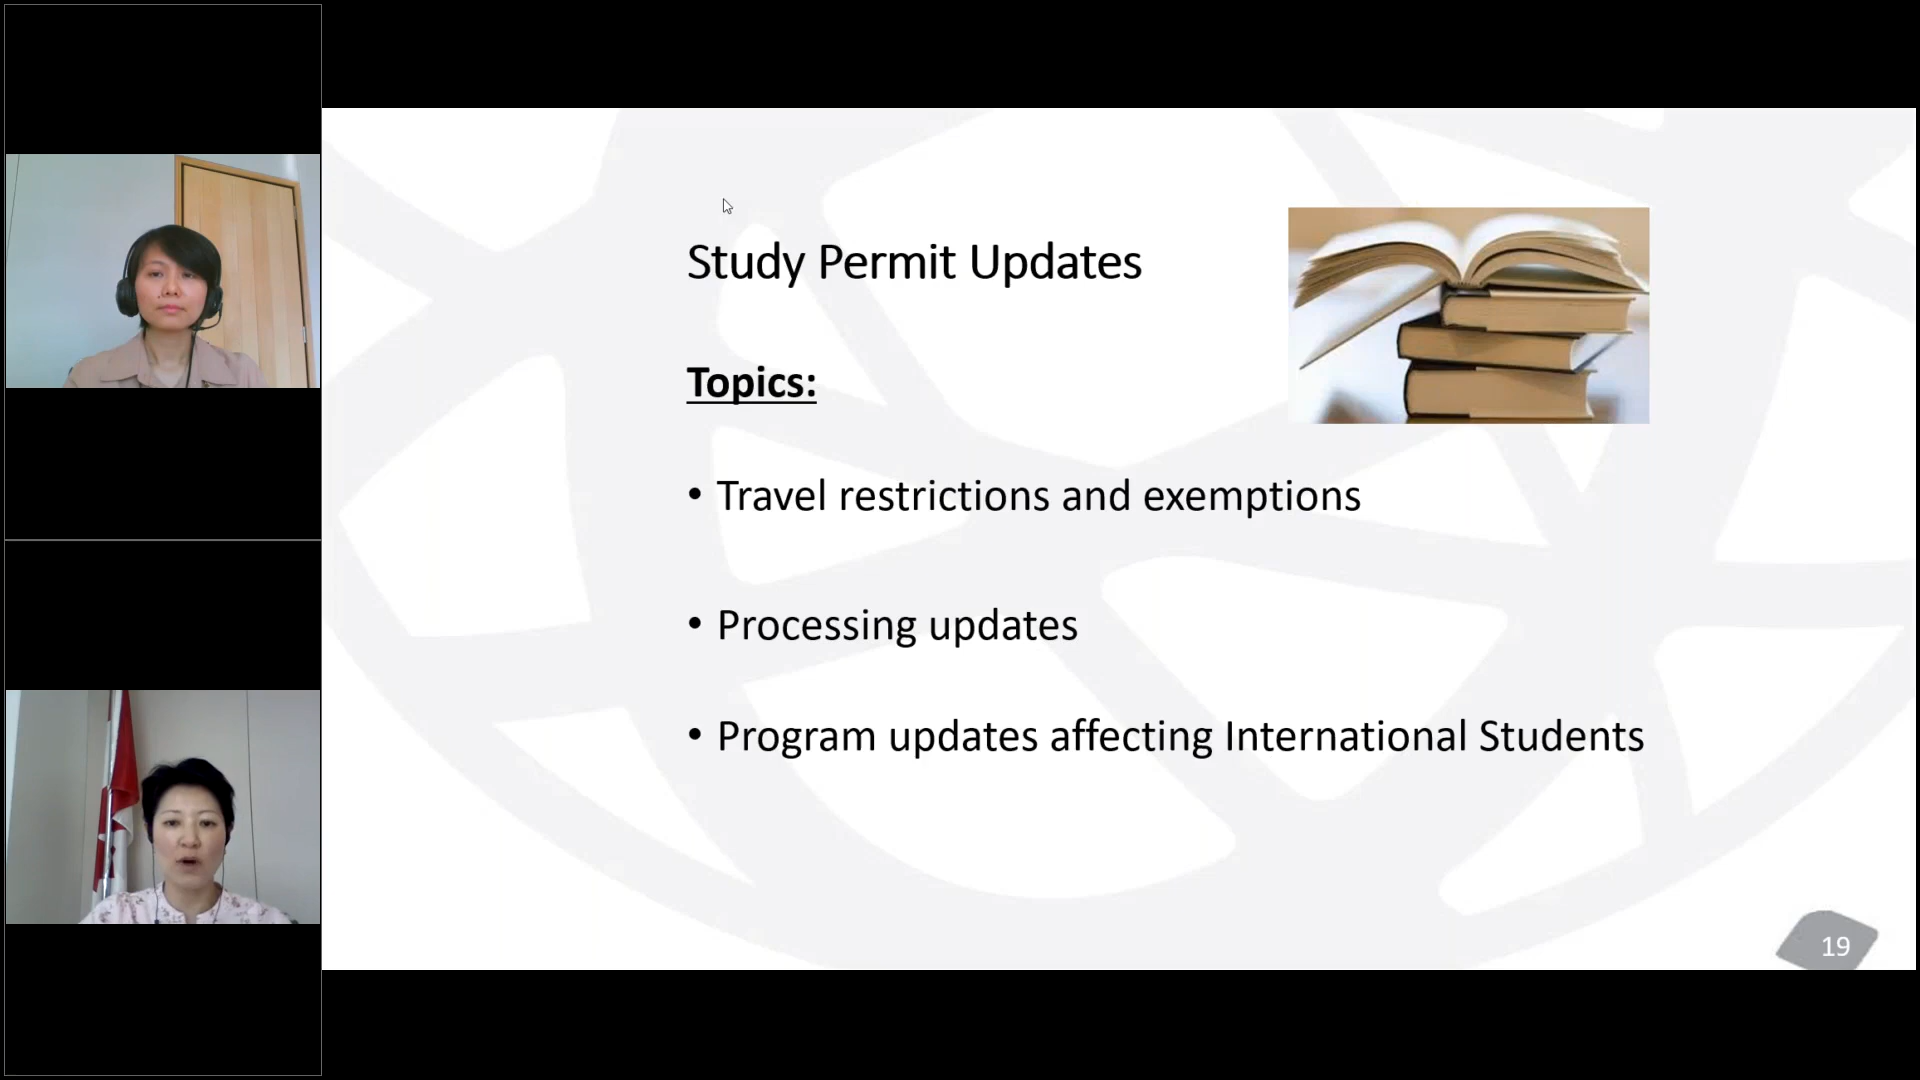 Study Permit Updates
Topics:
• Travel restrictions and exemptions
• Processing updates
• Program updates affecting International Students
19